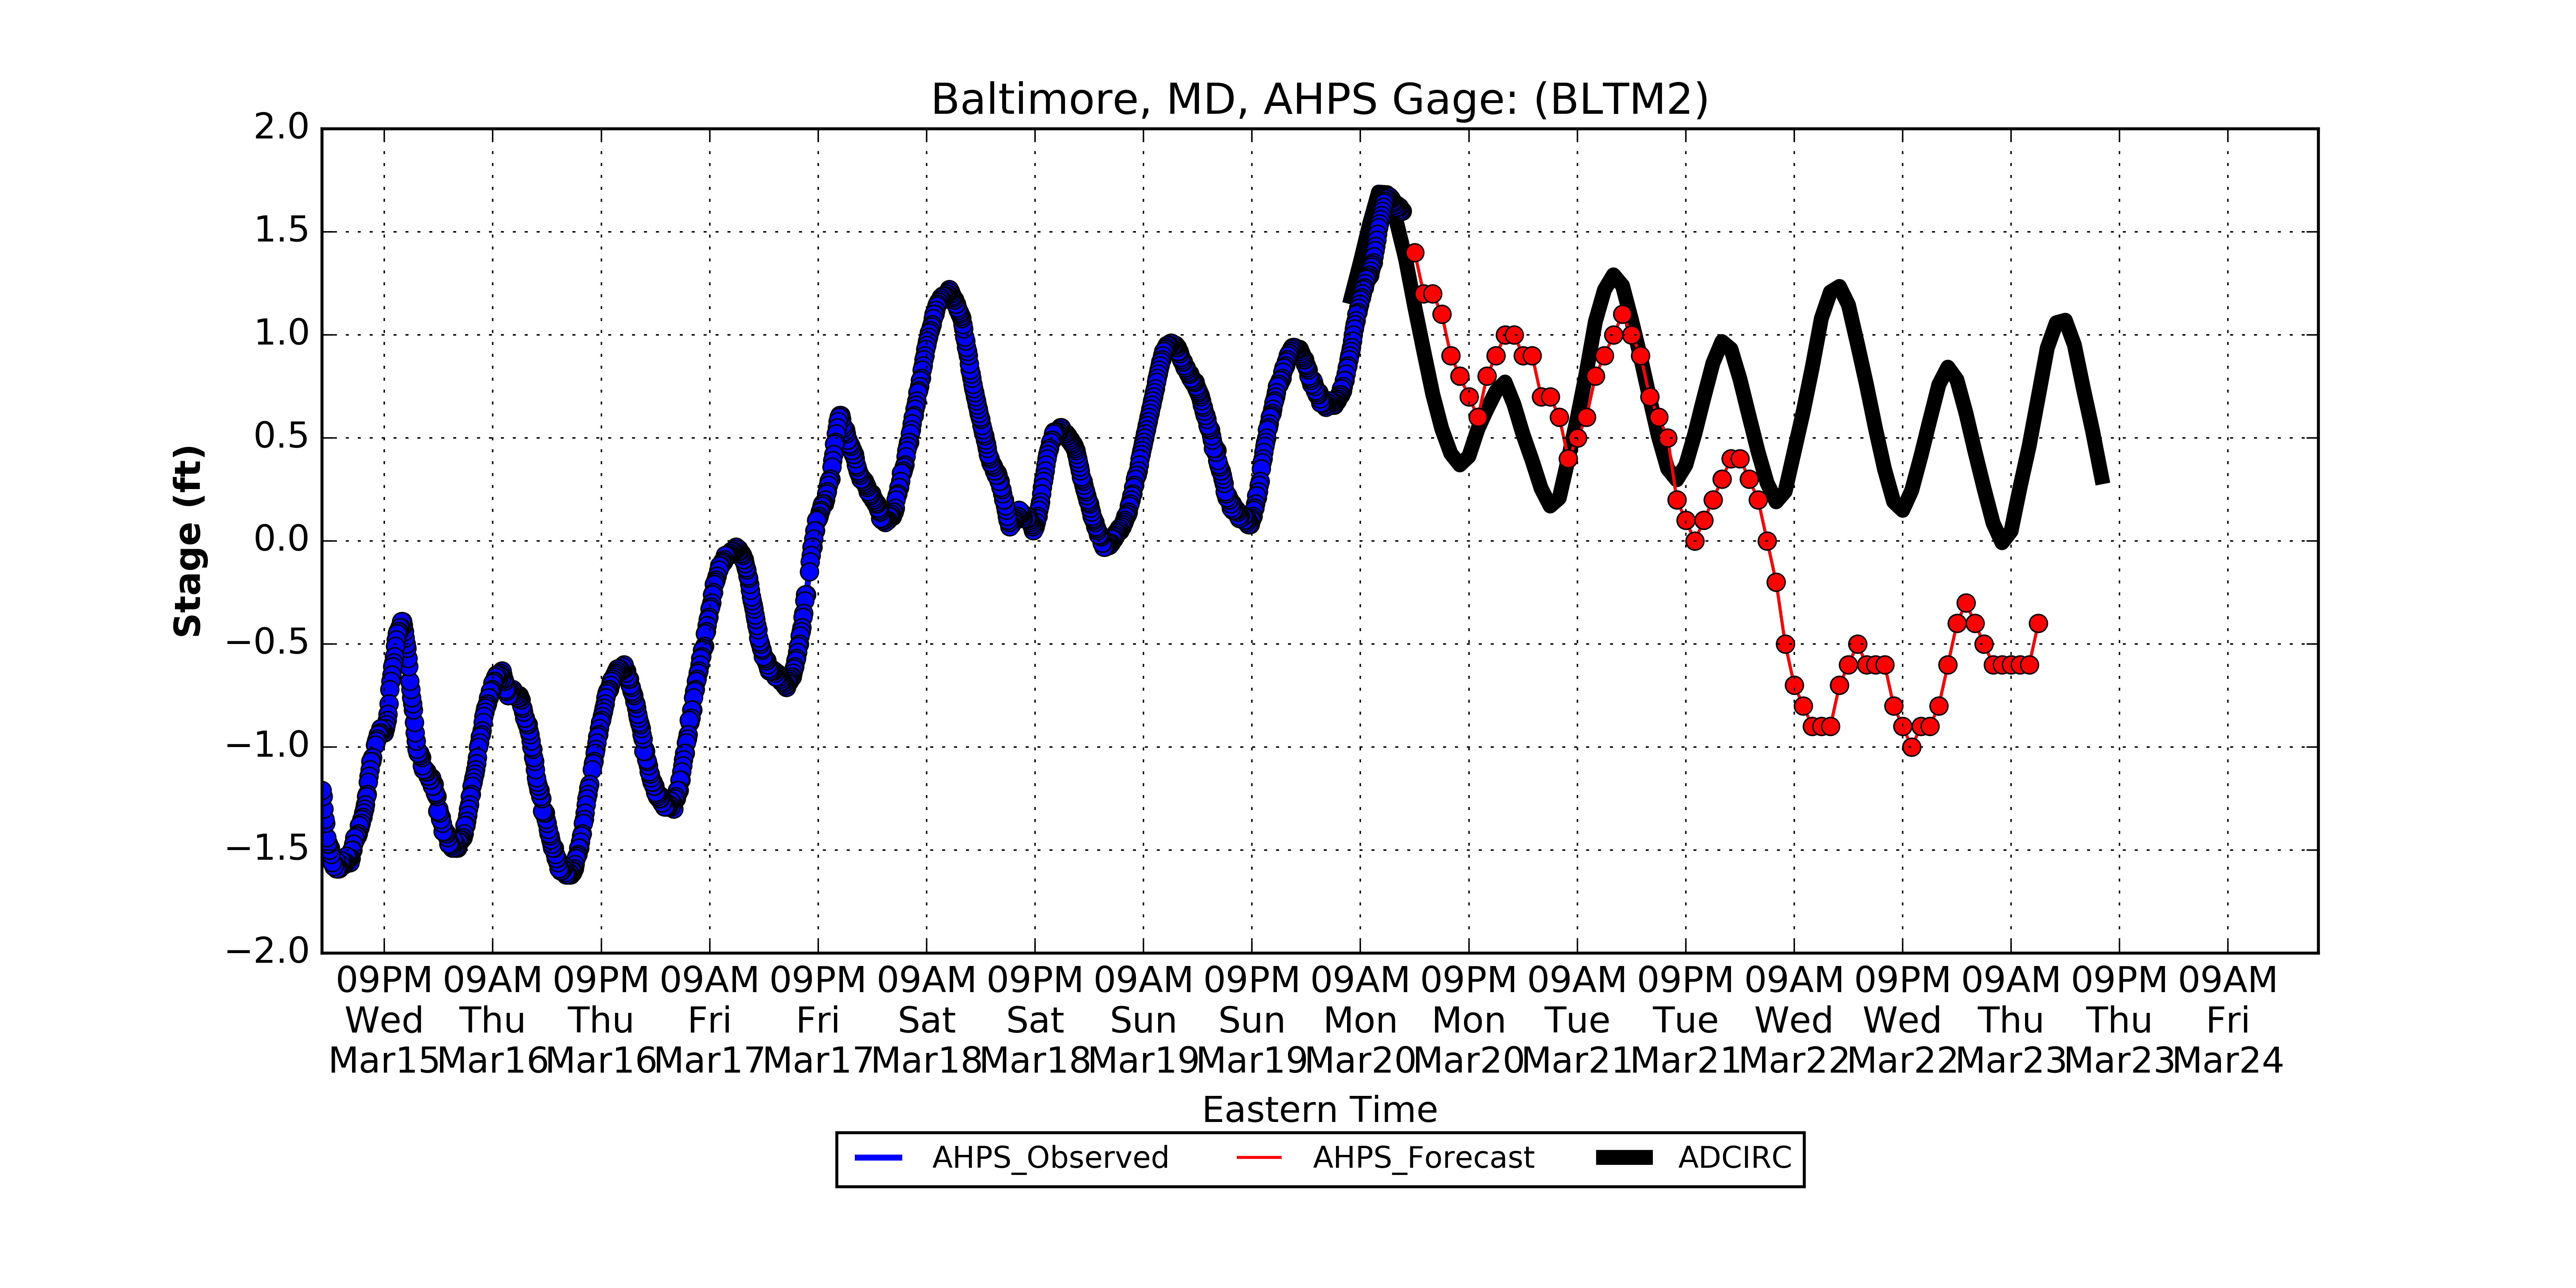 Baltimore, MD, AHPS Gage: (BLTM2)
2.0
1.5
1.0
0.5
0.0
−0.5
−1.0
−1.5
−2.0
Stage (ft)
09PM 09AM 09PM 09AM 09PM 09AM 09PM 09AM 09PM 09AM 09PM 09AM 09PM 09AM 09PM 09AM 09PM 09AM
Wed Thu Thu Fri Fri Sat Sat Sun Sun Mon Mon Tue Tue Wed Wed Thu Thu Fri
Mar15 Mar16 Mar16 Mar17 Mar17 Mar18 Mar18 Mar19 Mar19 Mar20 Mar20 Mar21 Mar21 Mar22 Mar22 Mar23 Mar23 Mar24
Eastern Time
AHPS_Observed AHPS_Forecast ADCIRC